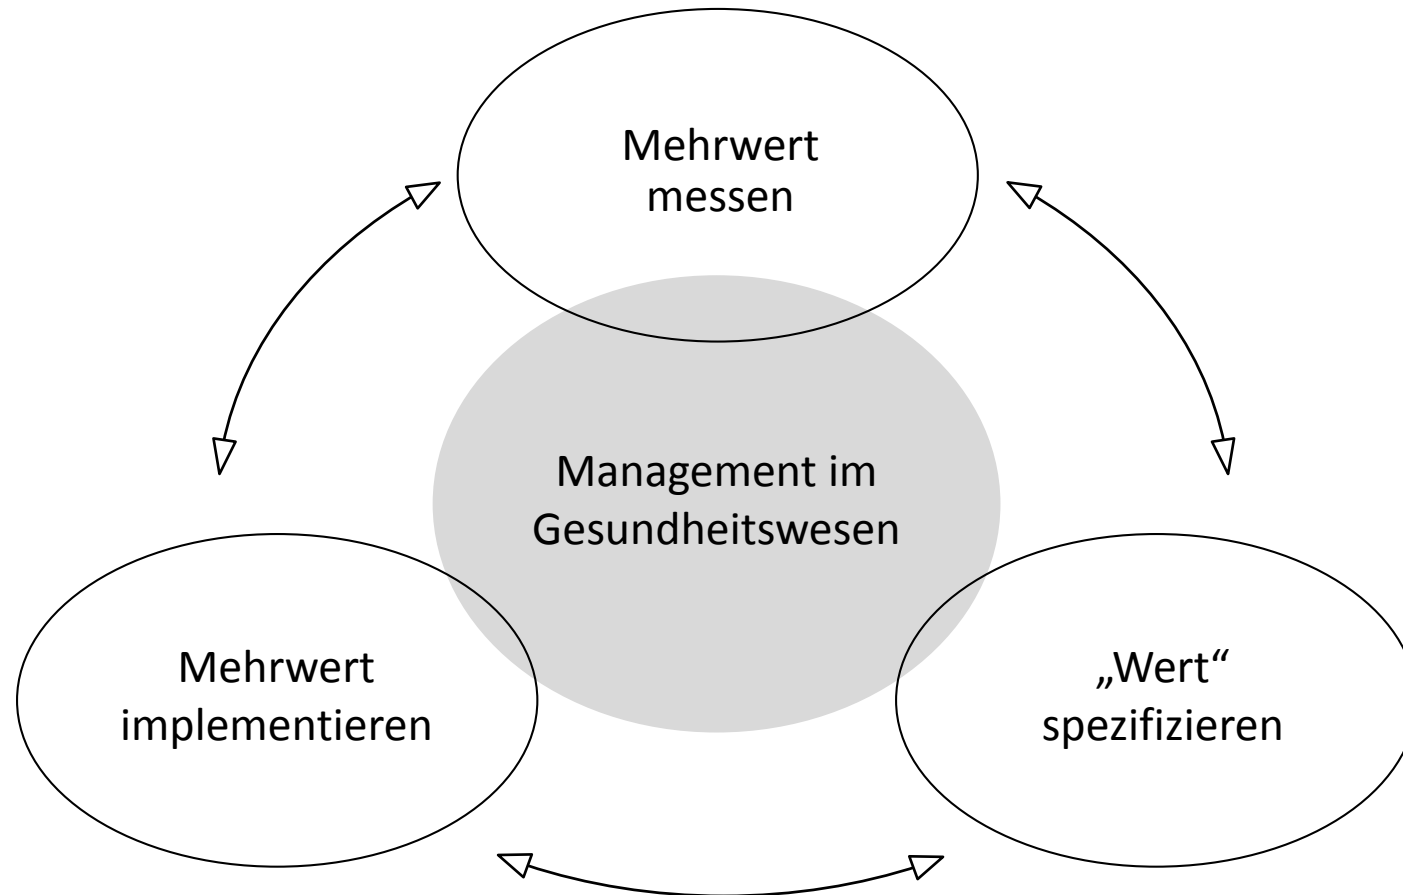 Mehrwert
messen
Management im
Gesundheitswesen
Mehrwert
implementieren
„Wert“
spezifizieren